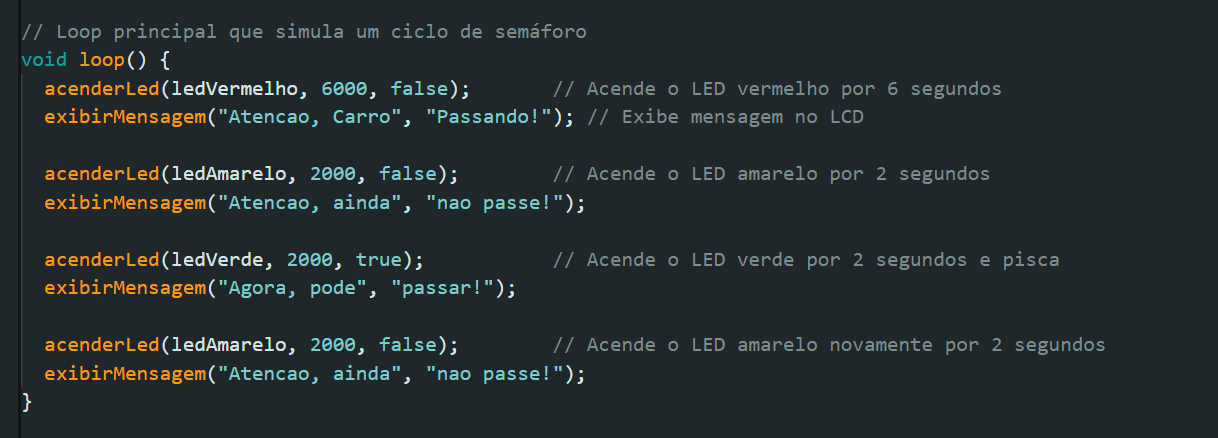 // Loop principal que simula um ciclo de semáforo
void loop() {
acenderLed(ledVermelho, 6000, false); // Acende o LED vermelho por 6 segundos
exibirMensagem("Atencao, Carro", "Passando!"); // Exibe mensagem no LCD
acenderLed(ledAmarelo, 2000, false); // Acende o LED amarelo por 2 segundos
exibirMensagem("Atencao, ainda", "nao passe!");
acenderLed(ledVerde, 2000, true); // Acende o LED verde por 2 segundos e pisca
exibirMensagem("Agora, pode", "passar!");
acenderLed(ledAmarelo, 2000, false); // Acende o LED amarelo novamente por 2 segundos
exibirMensagem("Atencao, ainda", "nao passe!");
}